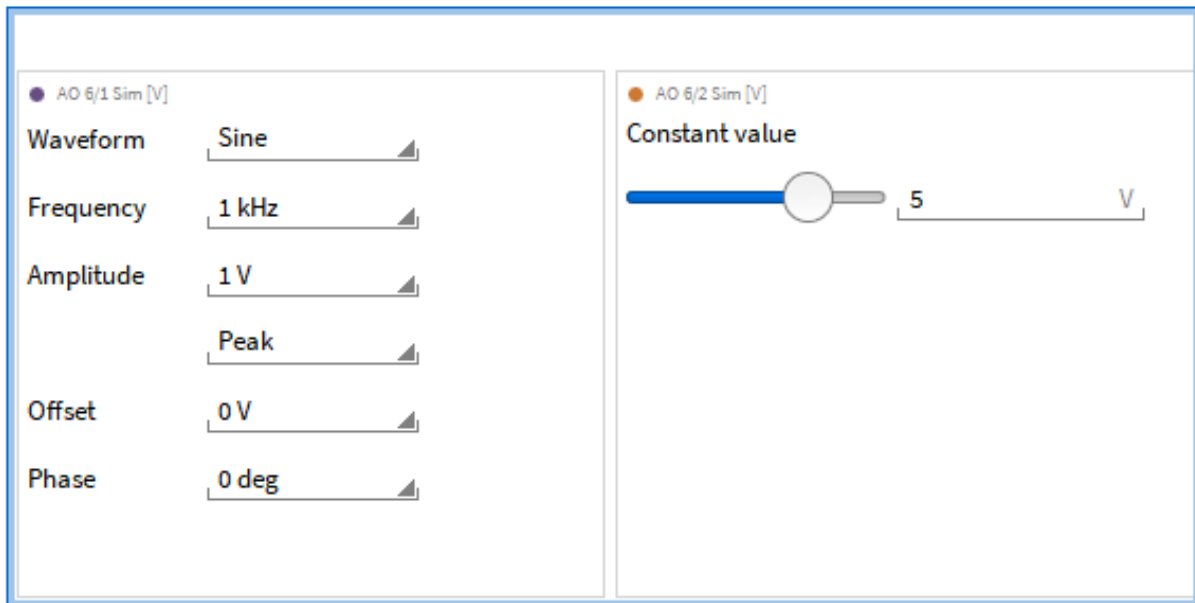 AO 6/1 Sim [V]
Waveform Sine
Frequency 1 kHz
Amplitude 1 V
Peak
Offset 0 V
Phase 0 deg
AO 6/2 Sim [V]
Constant value
5 V